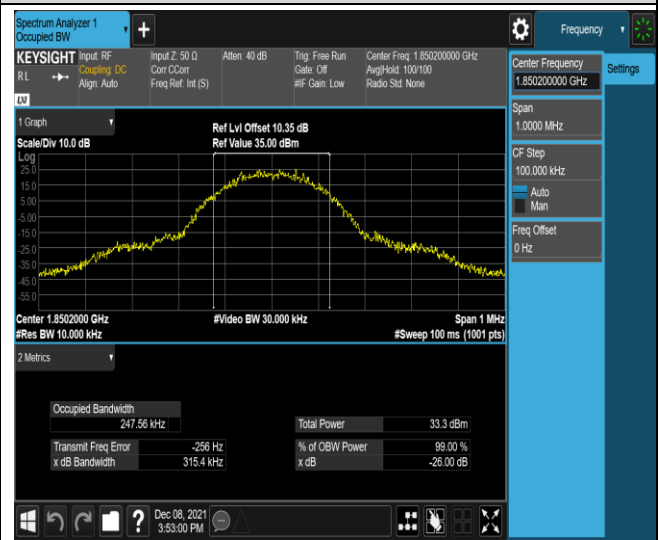 Spectrum Analyzer 1
Occupied BW
Frequency
KEYSIGHT
Input: RF
Coupling: DC
Align: Auto
R L
LXI
Input Z: 50 Ω
Corr CCorr
Freq Ref: Int (S)
Atten: 40 dB
Trig: Free Run
Gate: Off
#IF Gain: Low
Center Freq: 1.850200000 GHz
Avg|Hold: 100/100
Radio Std: None
Center Frequency
1.850200000 GHz
Settings
Span
1.0000 MHz
CF Step
100.000 kHz
Auto
Man
Freq Offset
0 Hz
1 Graph
Scale/Div 10.0 dB
Ref Lvl Offset 10.35 dB
Ref Value 35.00 dBm
Log
25.0
15.0
5.00
-5.00
-15.0
-25.0
-35.0
-45.0
-55.0
Center 1.8502000 GHz
#Video BW 30.000 kHz
Span 1 MHz
#Res BW 10.000 kHz
#Sweep 100 ms (1001 pts)
2 Metrics
Occupied Bandwidth
247.56 kHz
Total Power 33.3 dBm
Transmit Freq Error -256 Hz
% of OBW Power 99.00 %
x dB Bandwidth 315.4 kHz
x dB -26.00 dB
?
Dec 08, 2021
3:53:00 PM